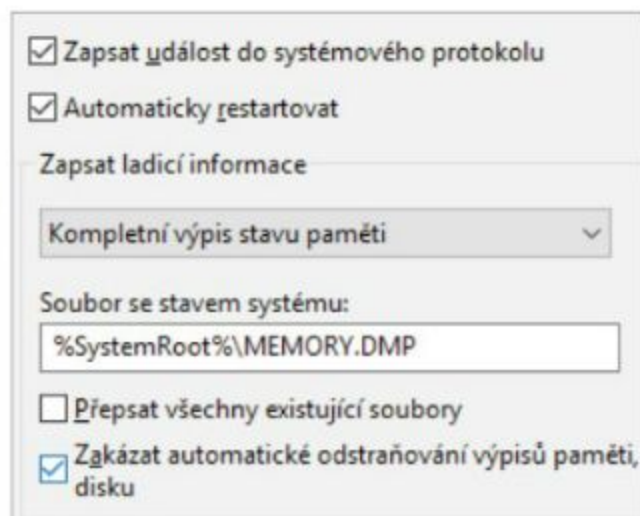 Zapsat událost do systémového protokolu
Automaticky restartovat
Zapsat ladicí informace
Kompletní výpis stavu paměti
Soubor se stavem systému:
%SystemRoot%\MEMORY.DMP
Přepsat všechny existující soubory
Zakázat automatické odstraňování výpisů paměti,
disku